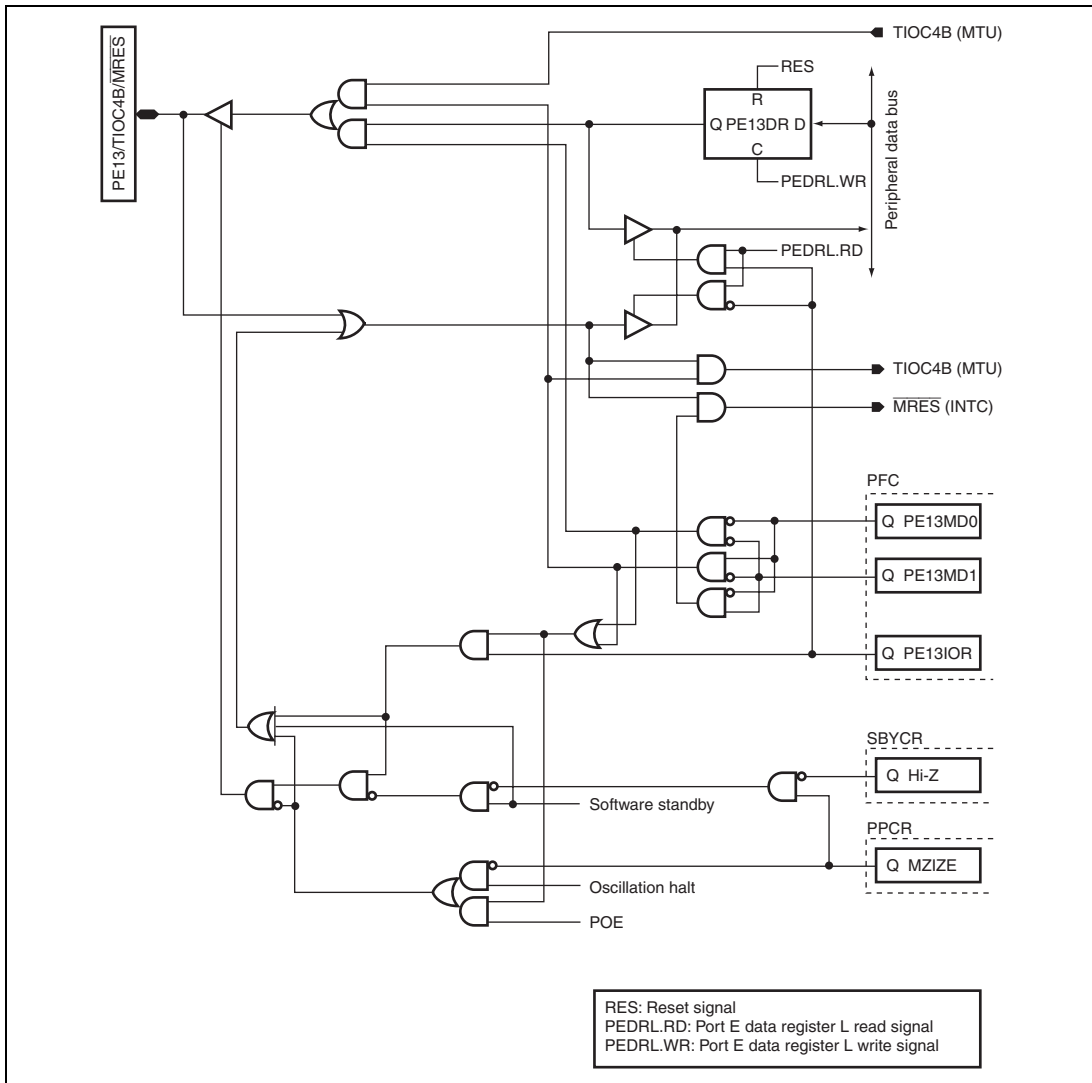 PE13/TIOC4B/M̅R̅E̅S̅
TIOC4B (MTU)
RES
R
Q PE13DR D
C
PEDRL.WR
Peripheral data bus
PEDRL.RD
TIOC4B (MTU)
M̅R̅E̅S̅ (INTC)
PFC
Q PE13MD0
Q PE13MD1
Q PE13IOR
SBYCR
Q Hi-Z
Software standby
PPCR
Q MZIZE
Oscillation halt
POE
RES: Reset signal
PEDRL.RD: Port E data register L read signal
PEDRL.WR: Port E data register L write signal